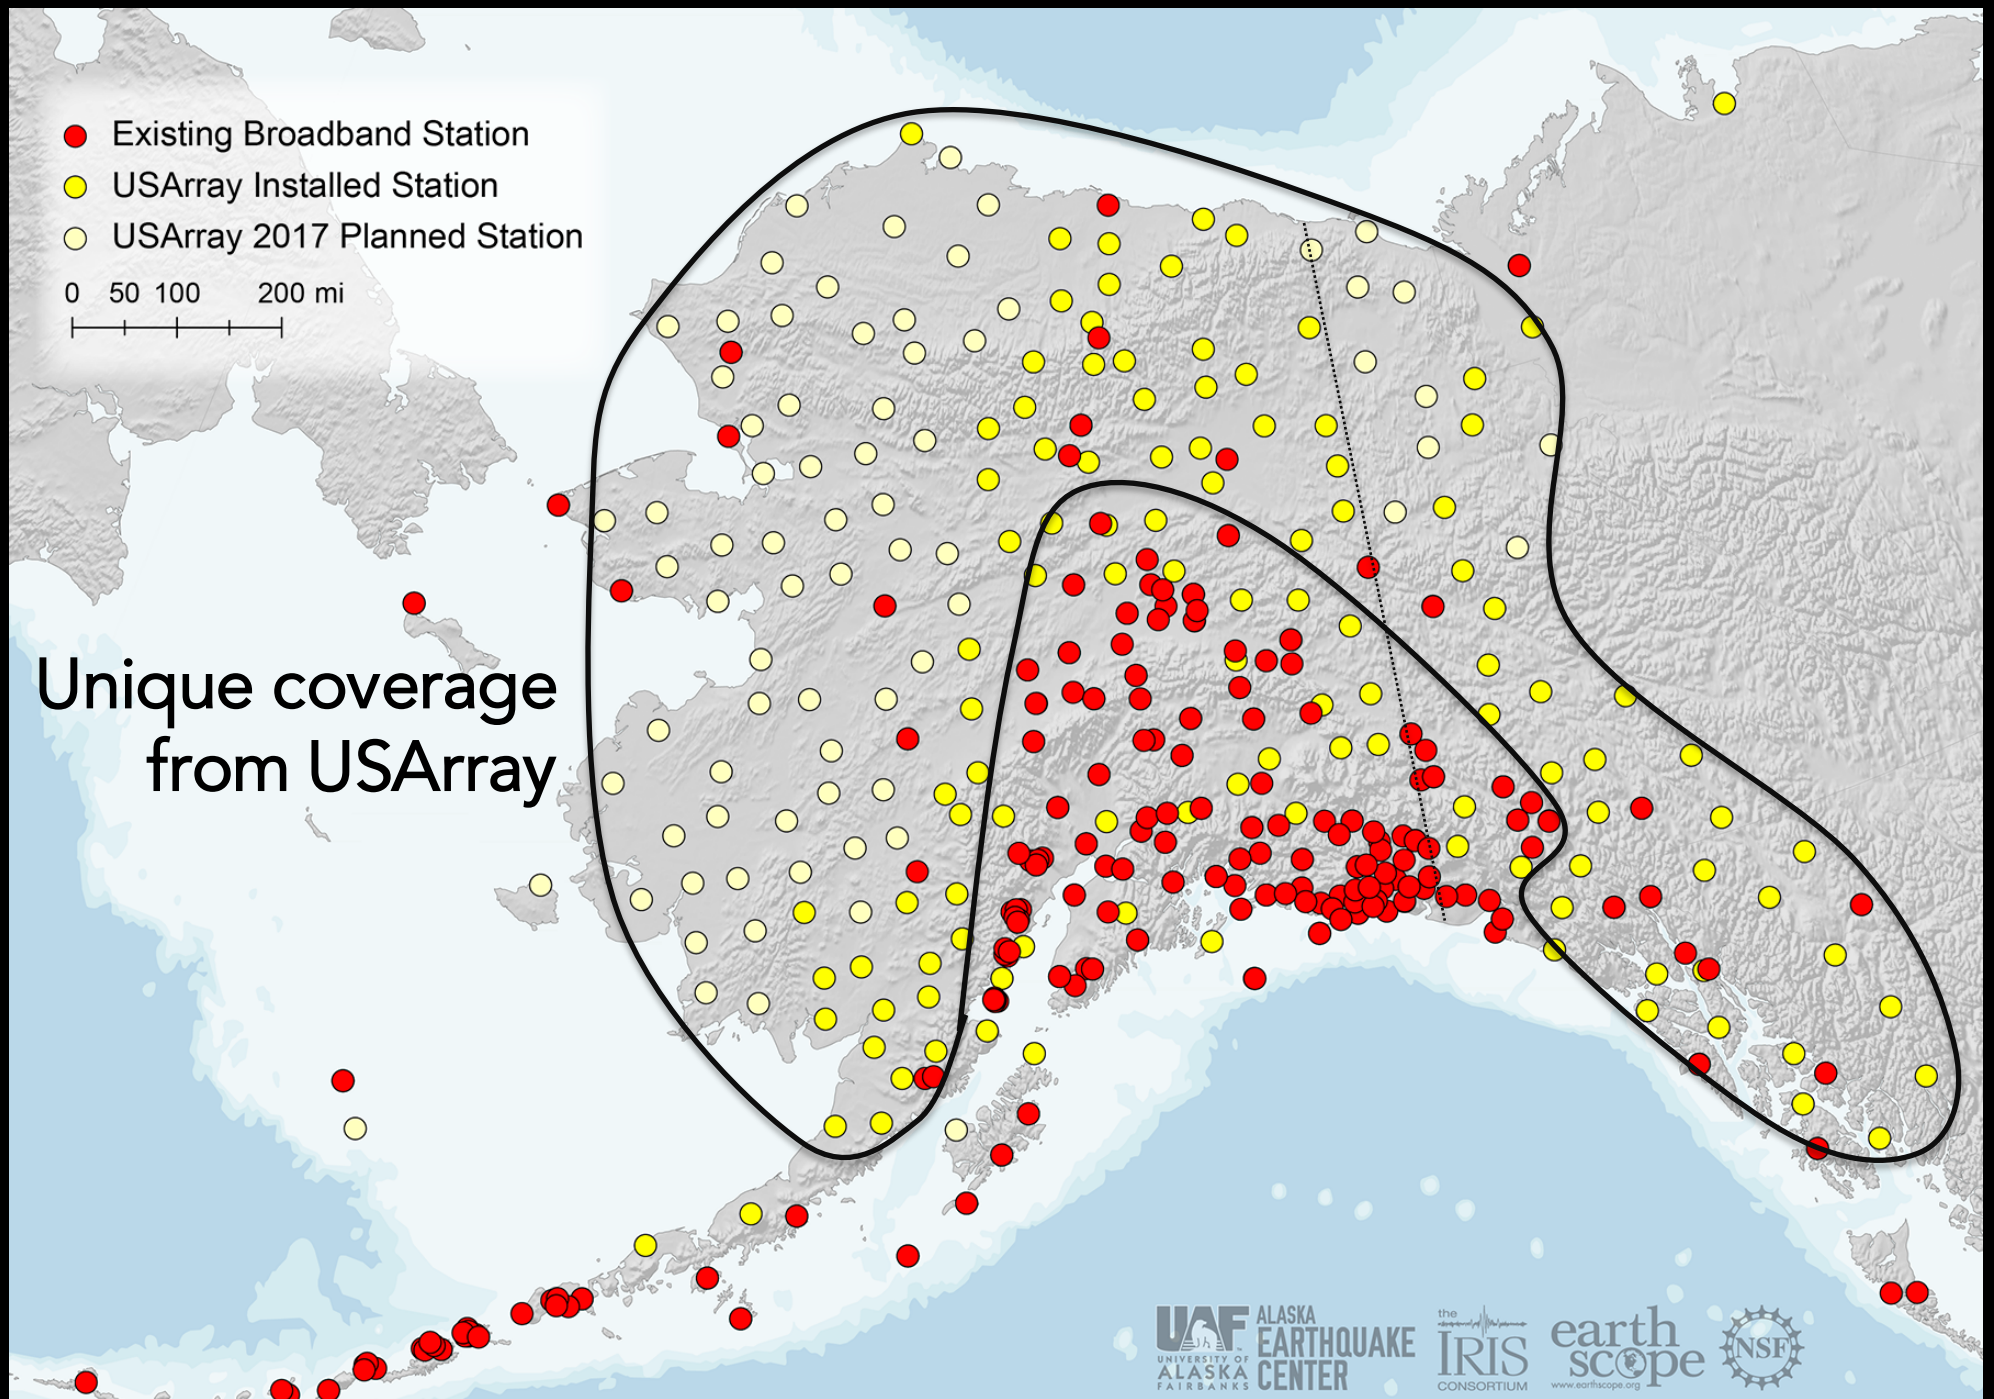 Existing Broadband Station
USArray Installed Station
USArray 2017 Planned Station
0 50 100 200 mi
Unique coverage
from USArray
UAF ALASKA
EARTHQUAKE
CENTER
UNIVERSITY OF
ALASKA
FAIRBANKS
the
IRIS
CONSORTIUM
earth
scope
www.earthscope.org
NSF